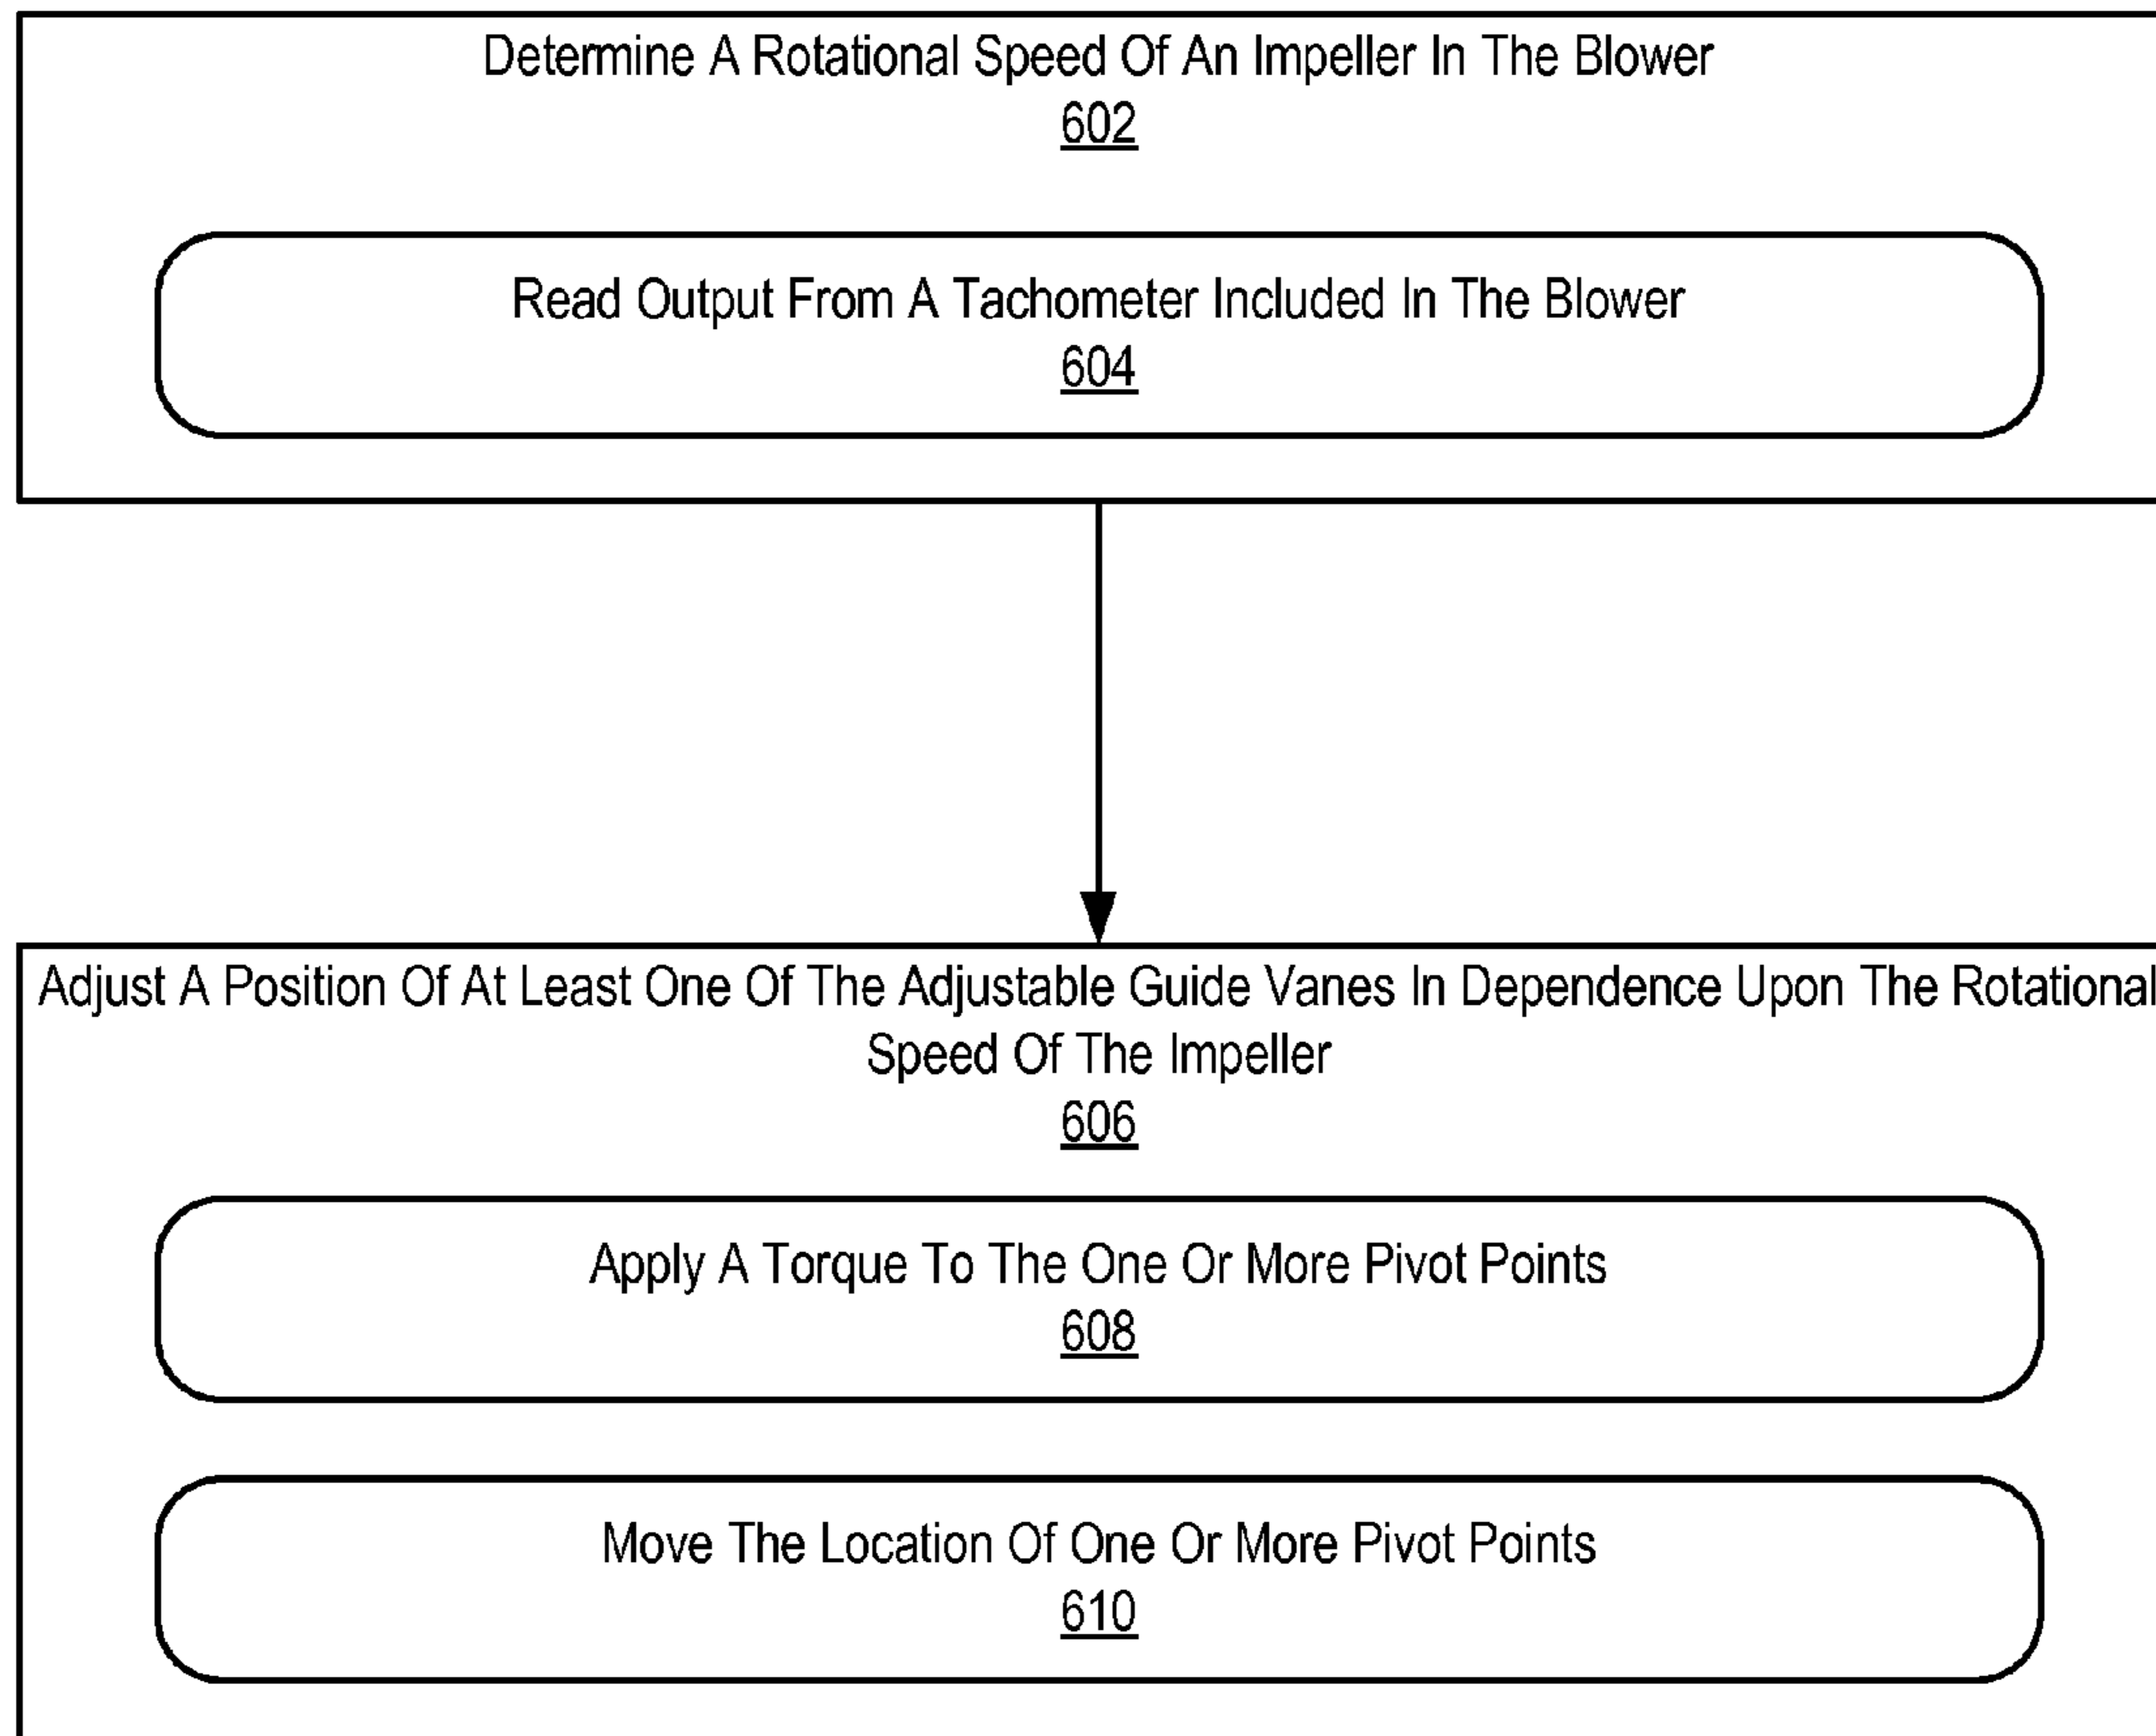 Determine A Rotational Speed Of An Impeller In The Blower
602
Read Output From A Tachometer Included In The Blower
604
Adjust A Position Of At Least One Of The Adjustable Guide Vanes In Dependence Upon The Rotational
Speed Of The Impeller
606
Apply A Torque To The One Or More Pivot Points
608
Move The Location Of One Or More Pivot Points
610